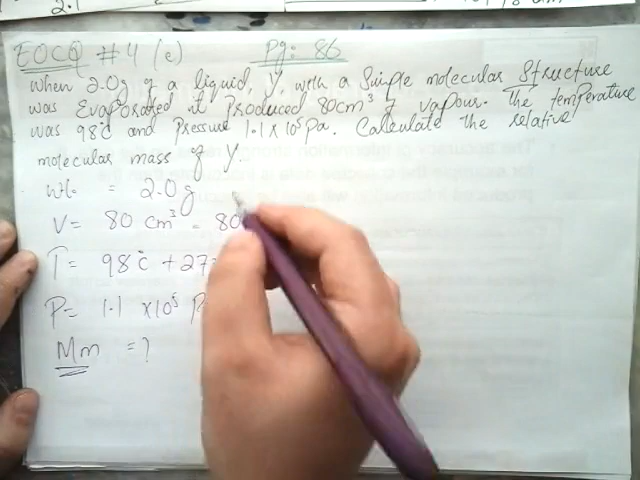 EOCQ #4 (c) Pg: 86
When 2.0g of a liquid, Y, with a Simple molecular Structure
was Evaporated it Produced 80cm³ of vapour. The temperature
was 98°c and Pressure 1.1 x 10⁵ Pa. Calculate the relative
molecular mass of Y.
wt. = 2.0 g
V = 80 cm³ = 80
T = 98°c + 27
P = 1.1 x10⁵ P
Mm = ?